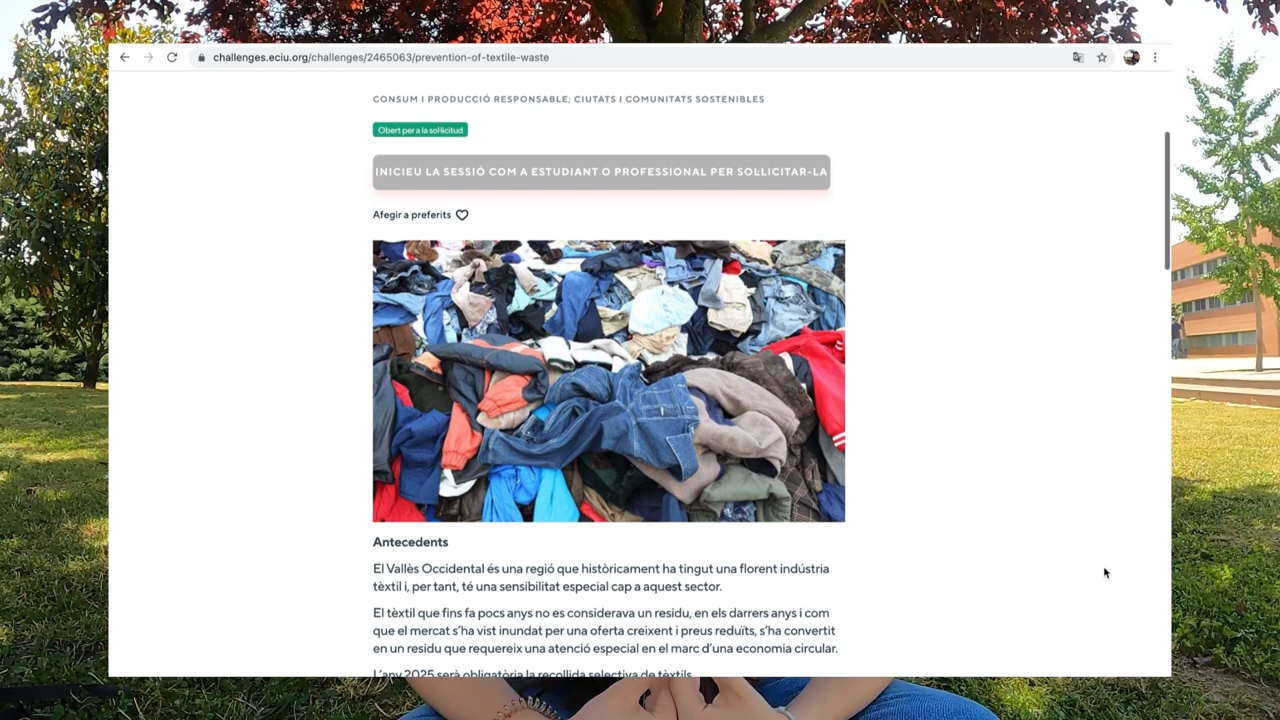 challenges.eciu.org/challenges/2465063/prevention-of-textile-waste
CONSUM I PRODUCCIÓ RESPONSABLE; CIUTATS I COMUNITATS SOSTENIBLES
Obert per a la sol·licitud
INICIEU LA SESSIÓ COM A ESTUDIANT O PROFESSIONAL PER SOL·LICITAR-LA
Afegir a preferits
Antecedents
El Vallès Occidental és una regió que històricament ha tingut una florent indústria
tèxtil i, per tant, té una sensibilitat especial cap a aquest sector.
El tèxtil que fins fa pocs anys no es considerava un residu, en els darrers anys i com
que el mercat s'ha vist inundat per una oferta creixent i preus reduïts, s'ha convertit
en un residu que requereix una atenció especial en el marc d'una economia circular.
L'any 2025 serà obligatòria la recollida selectiva de tèxtils.